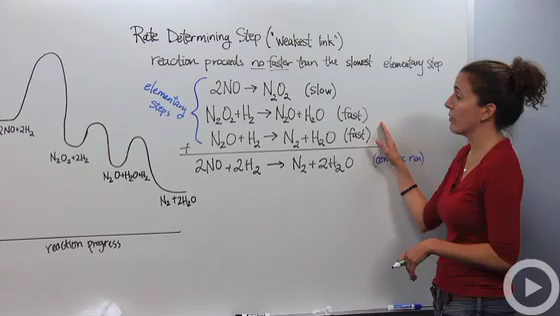 Rate Determining Step ("weakest link")
reaction proceeds no faster than the slowest elementary step
elementary steps
2NO → N₂O₂ (slow)
N₂O₂+H₂ → N₂O+H₂O (fast)
N₂O+H₂ → N₂+H₂O (fast)
+
2NO+2H₂ → N₂+2H₂O
rxn)
2NO+2H₂
N₂O₂+2H₂
N₂O+H₂O+H₂
N₂+2H₂O
reaction progress